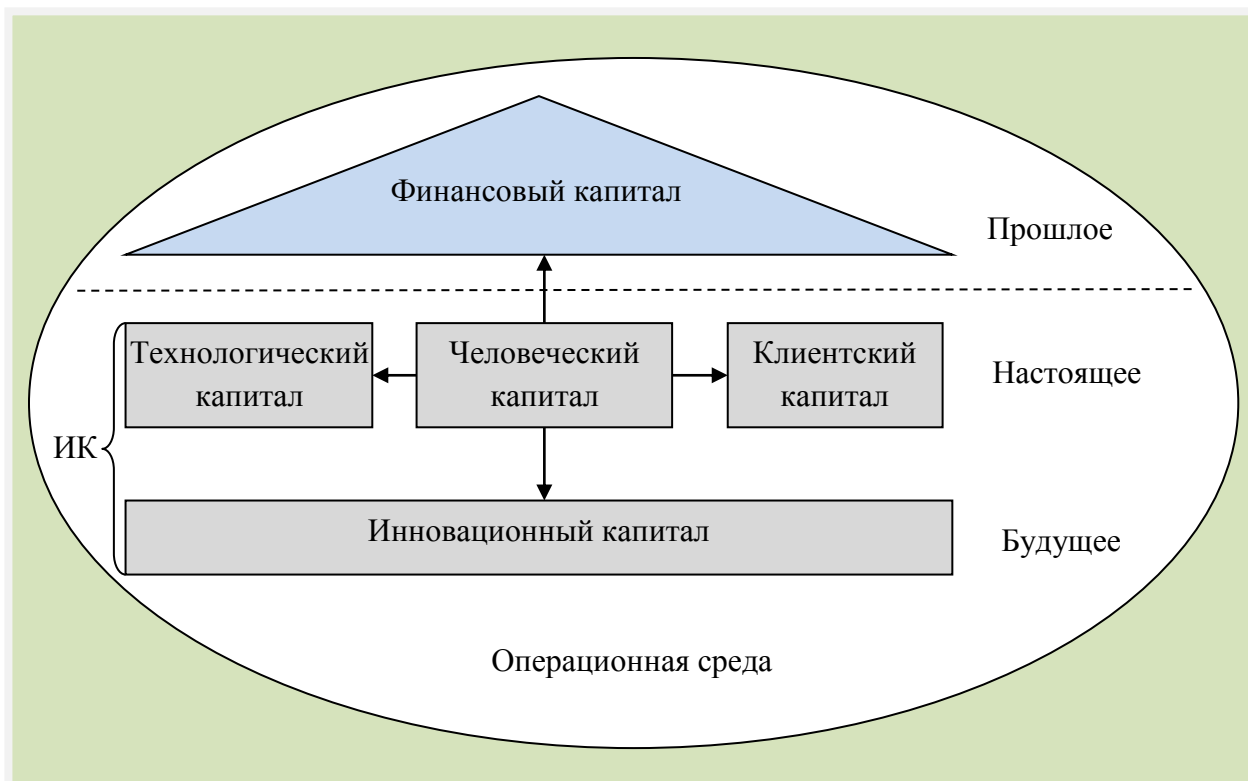 Финансовый капитал
Прошлое
Технологический
капитал
Человеческий
капитал
Клиентский
капитал
Настоящее
ИК
Инновационный капитал
Будущее
Операционная среда